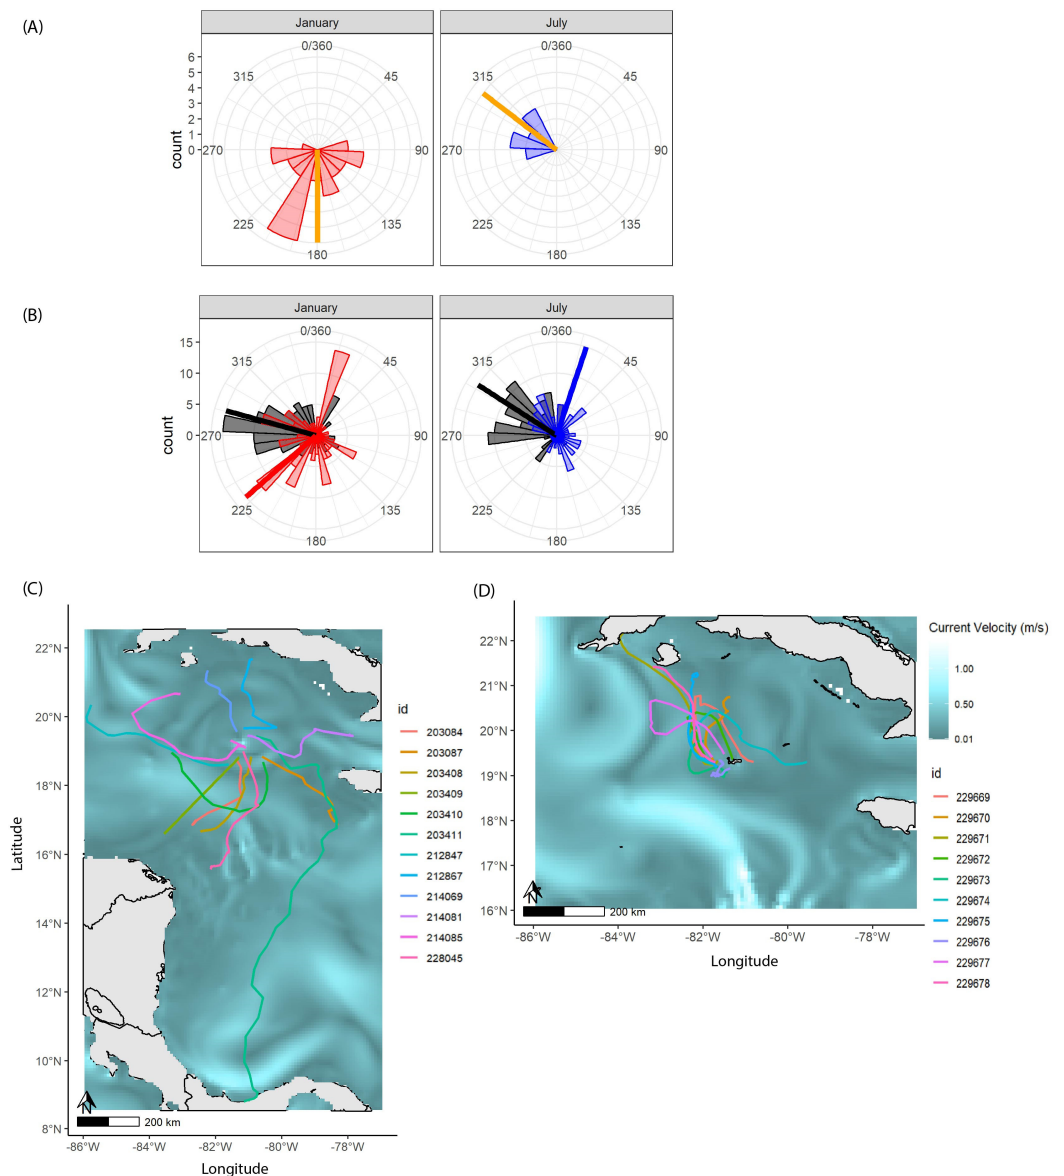 (A)
January
July
0/360
45
90
135
180
225
270
315
0/360
45
90
135
180
225
270
315
6
5
4
3
2
1
0
count
(B)
January
July
0/360
45
90
135
180
225
270
315
0/360
45
90
135
180
225
270
315
15
10
5
0
count
(C)
22°N
20°N
18°N
16°N
14°N
12°N
10°N
8°N
Latitude
-86°W
-84°W
-82°W
-80°W
-78°W
Longitude
N
200 km
id
203084
203087
203408
203409
203410
203411
212847
212867
214069
214081
214085
228045
(D)
22°N
21°N
20°N
19°N
18°N
17°N
16°N
-86°W
-84°W
-82°W
-80°W
-78°W
Longitude
N
200 km
Current Velocity (m/s)
1.00
0.50
0.01
id
229669
229670
229671
229672
229673
229674
229675
229676
229677
229678